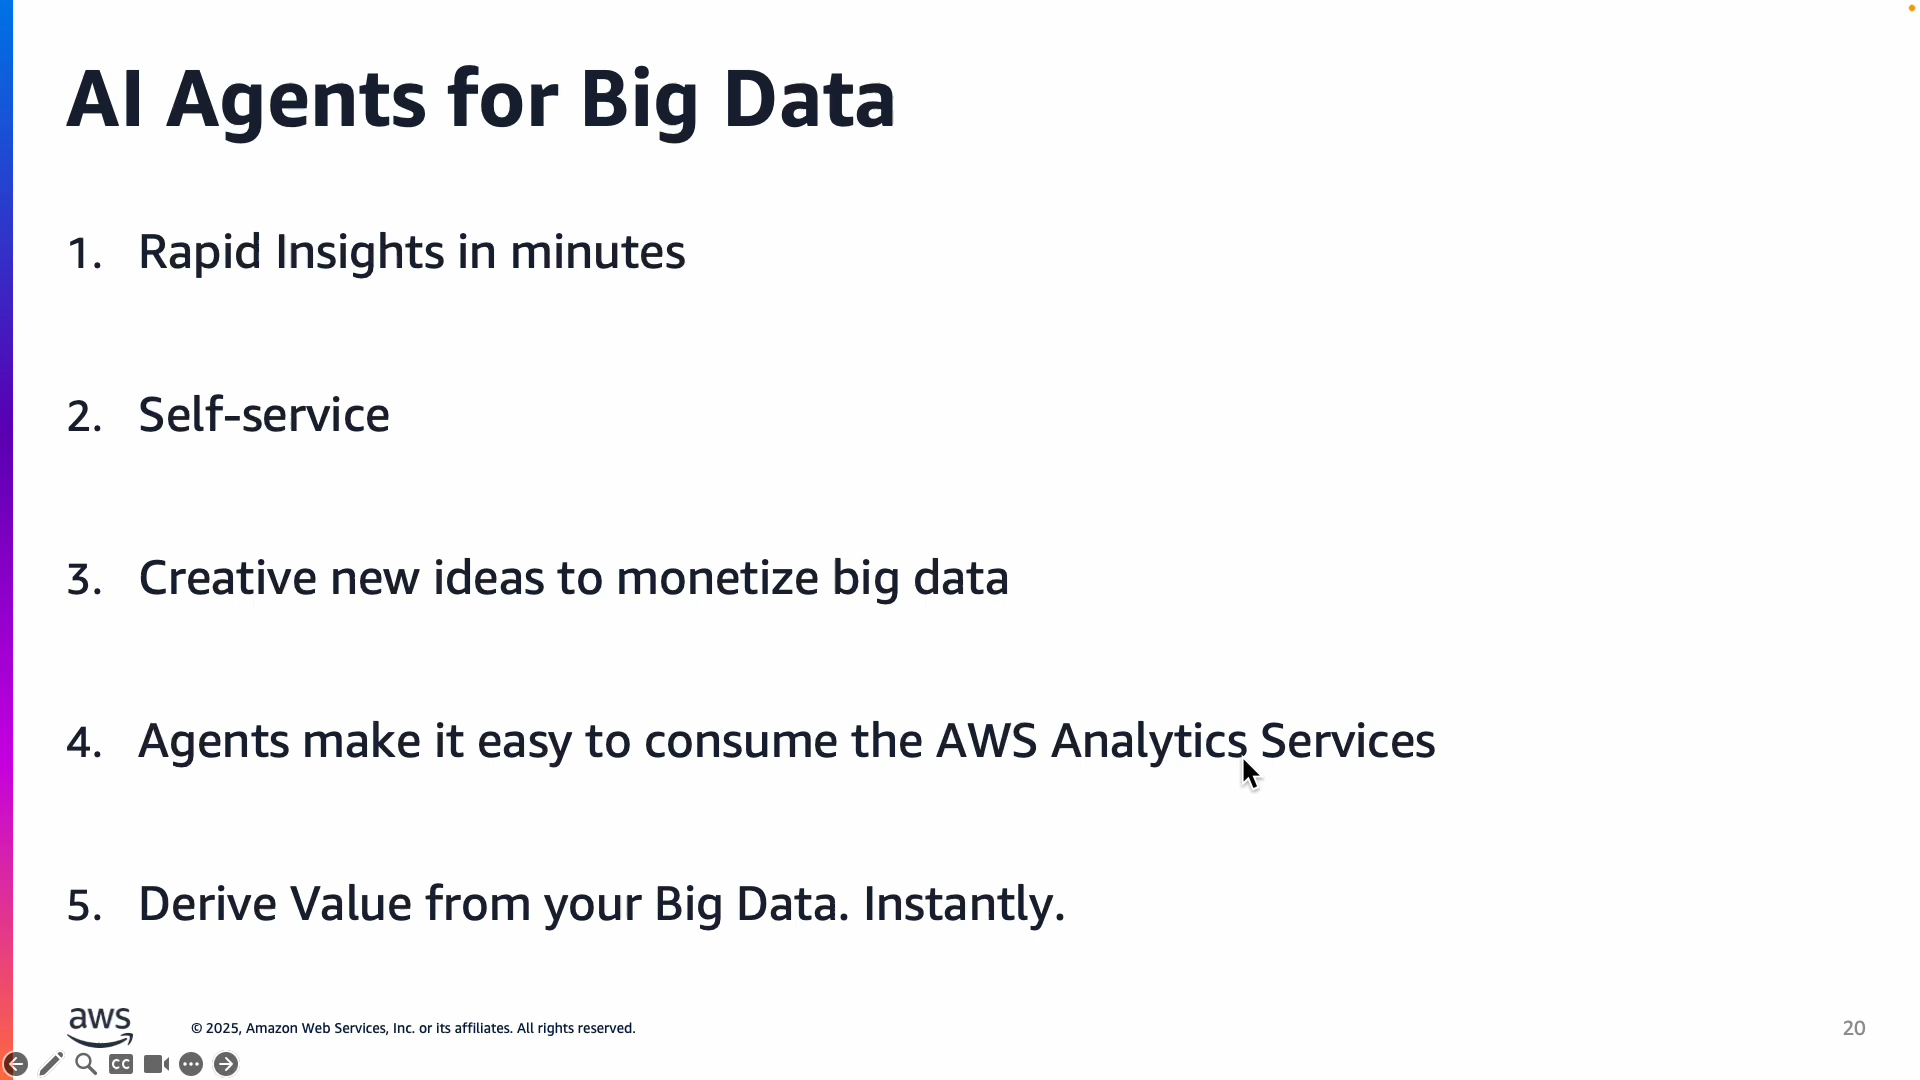 AI Agents for Big Data
1. Rapid Insights in minutes
2. Self-service
3. Creative new ideas to monetize big data
4. Agents make it easy to consume the AWS Analytics Services
5. Derive Value from your Big Data. Instantly.
aws
© 2025, Amazon Web Services, Inc. or its affiliates. All rights reserved.
20
CC